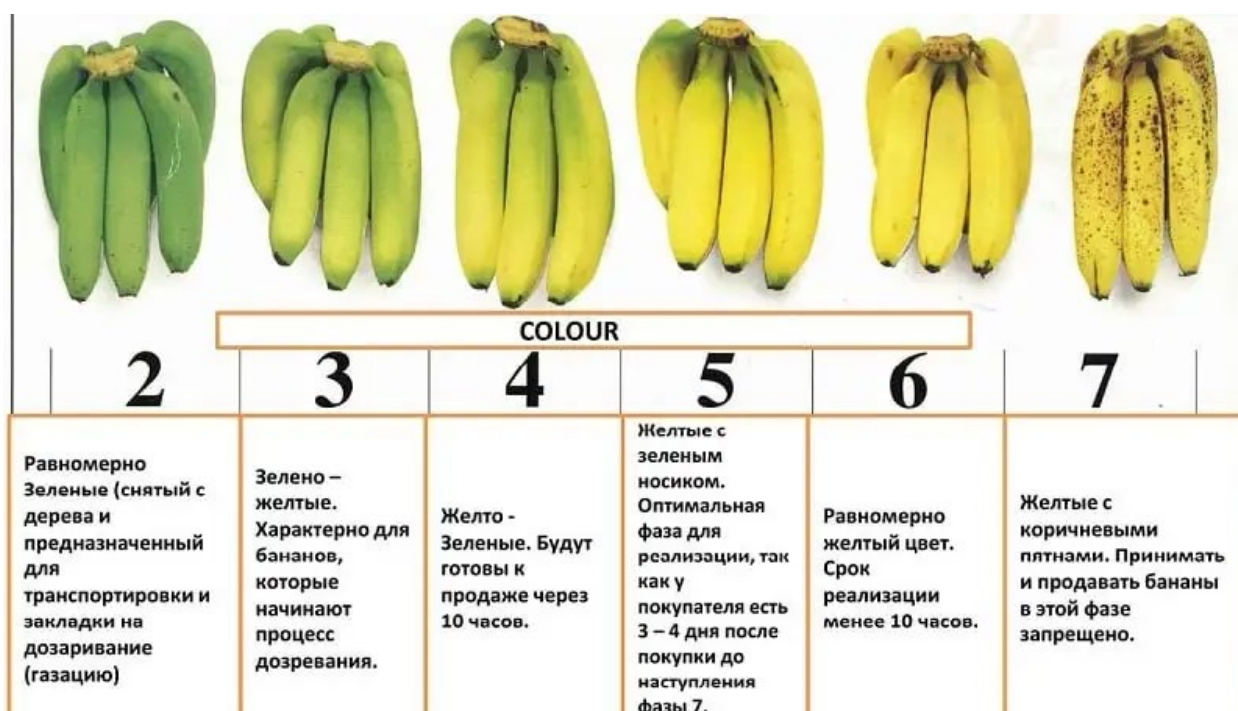 COLOUR
2
3
4
5
6
7
Равномерно
Зеленые (снятый с
дерева и
предназначенный
для
транспортировки и
закладки на
дозаривание
(газацию)
Зелено –
желтые.
Характерно для
бананов,
которые
начинают
процесс
дозревания.
Желто -
Зеленые. Будут
готовы к
продаже через
10 часов.
Желтые с
зеленым
носиком.
Оптимальная
фаза для
реализации, так
как у
покупателя есть
3 – 4 дня после
покупки до
наступления
фазы 7.
Равномерно
желтый цвет.
Срок
реализации
менее 10 часов.
Желтые с
коричневыми
пятнами. Принимать
и продавать бананы
в этой фазе
запрещено.